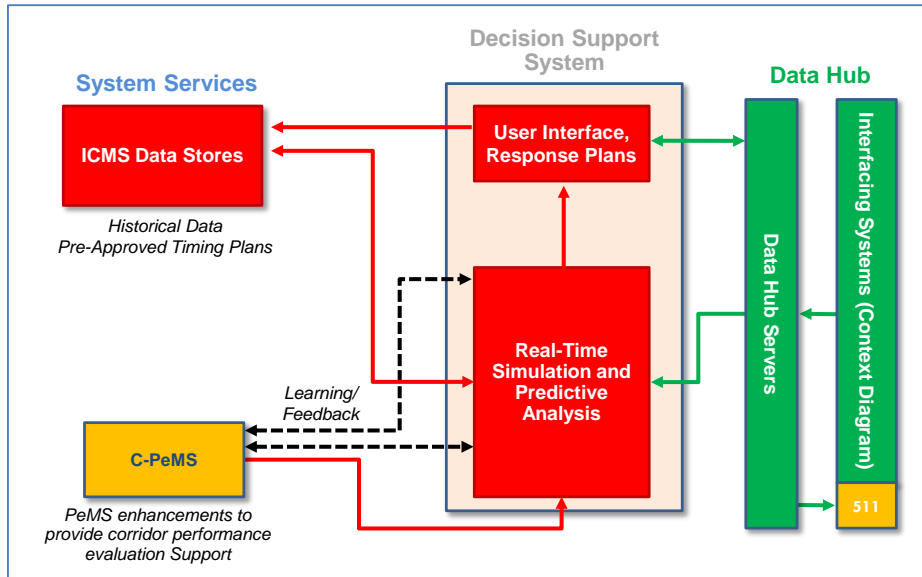 Decision Support
System
System Services
Data Hub
ICMS Data Stores
User Interface,
Response Plans
Historical Data
Pre-Approved Timing Plans
Real-Time
Simulation and
Predictive
Analysis
Learning/
Feedback
C-PeMS
PeMS enhancements to
provide corridor performance
evaluation Support
Data Hub Servers
Interfacing Systems (Context Diagram)
511